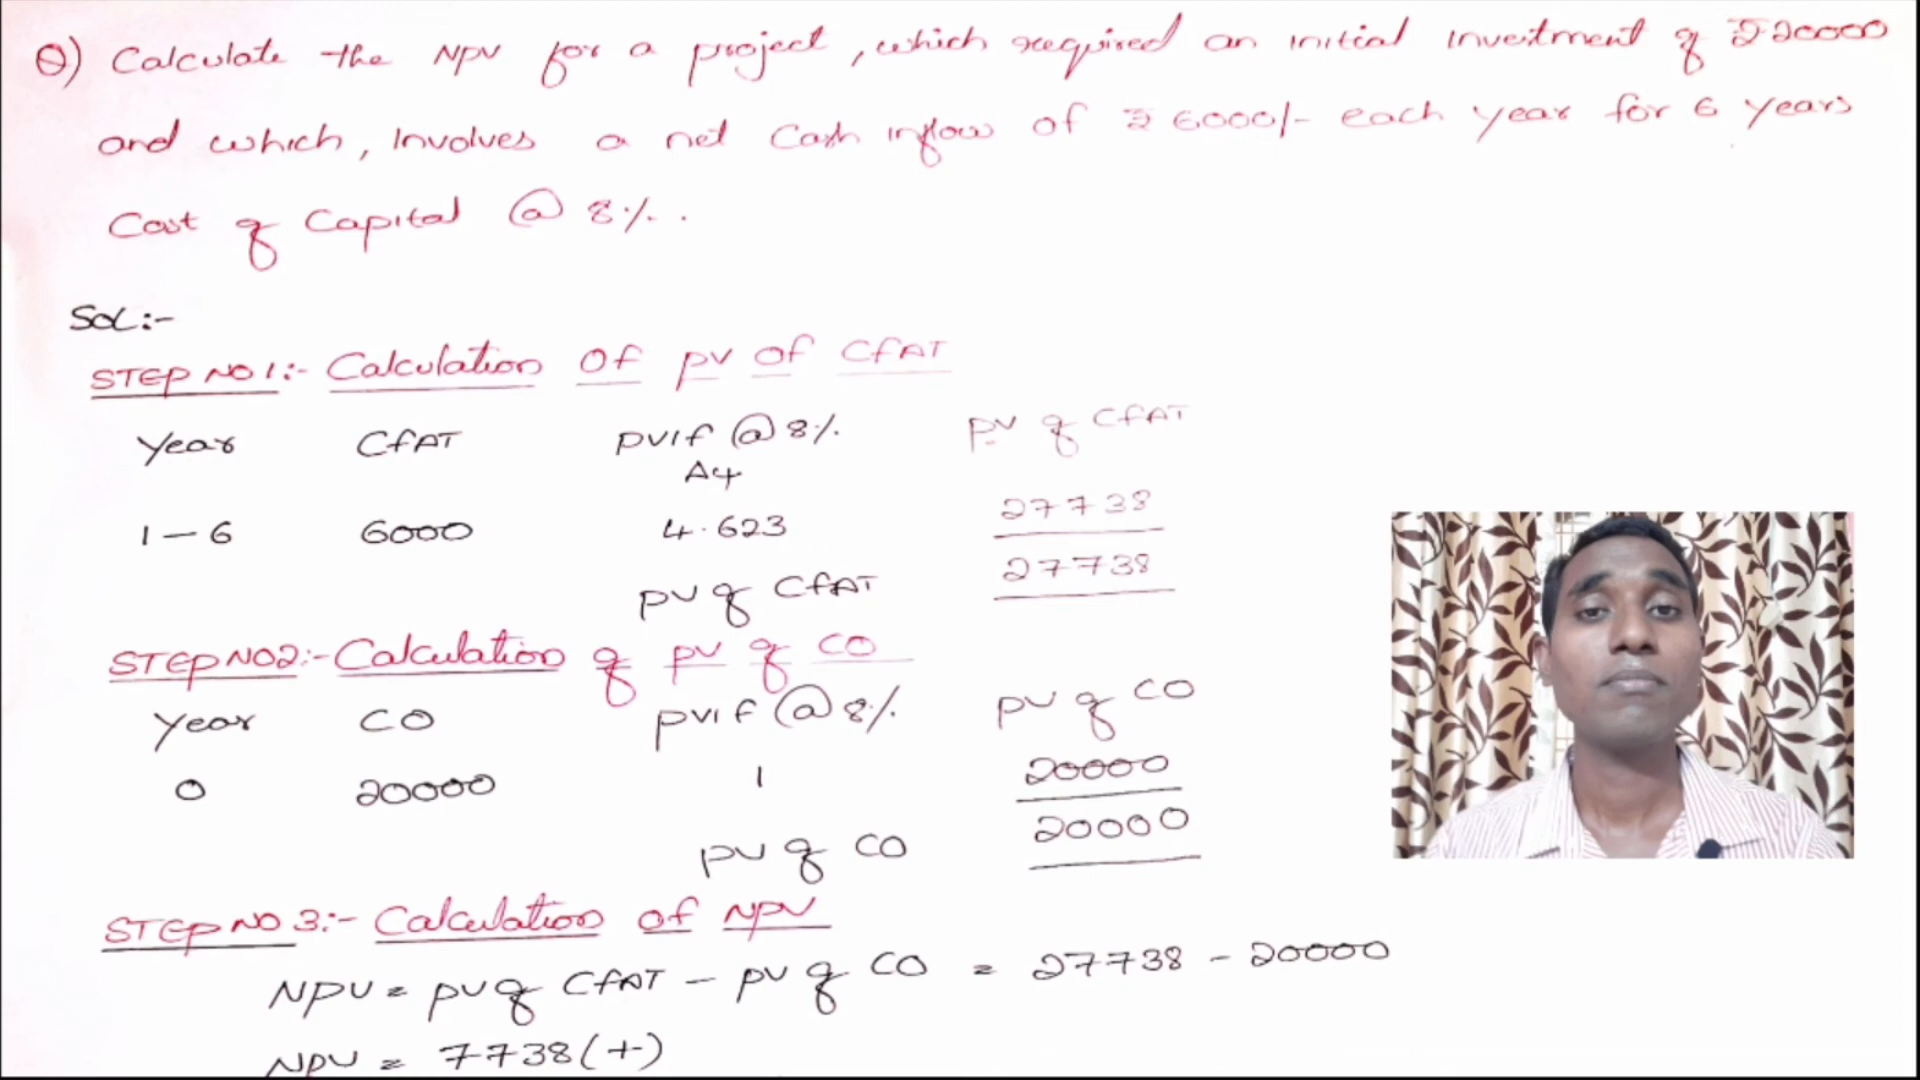 Q) Calculate the NPV for a project, which required an initial investment of ₹20000
and which, involves a net cash inflow of ₹6000/- each year for 6 years
Cost of Capital @ 8%.
SOL:-
STEP NO 1:- Calculation Of PV Of CFAT
Year CFAT PVIF @ 8% PV of CFAT
A4
1-6 6000 4.623 27738
PV of CFAT 27738
STEP NO2:- Calculation of PV of CO
Year CO PVIF @ 8% PV of CO
0 20000 1 20000
PV of CO 20000
STEP NO 3:- Calculation of NPV
NPV = PV of CFAT - PV of CO = 27738 - 20000
NPV = 7738(+)